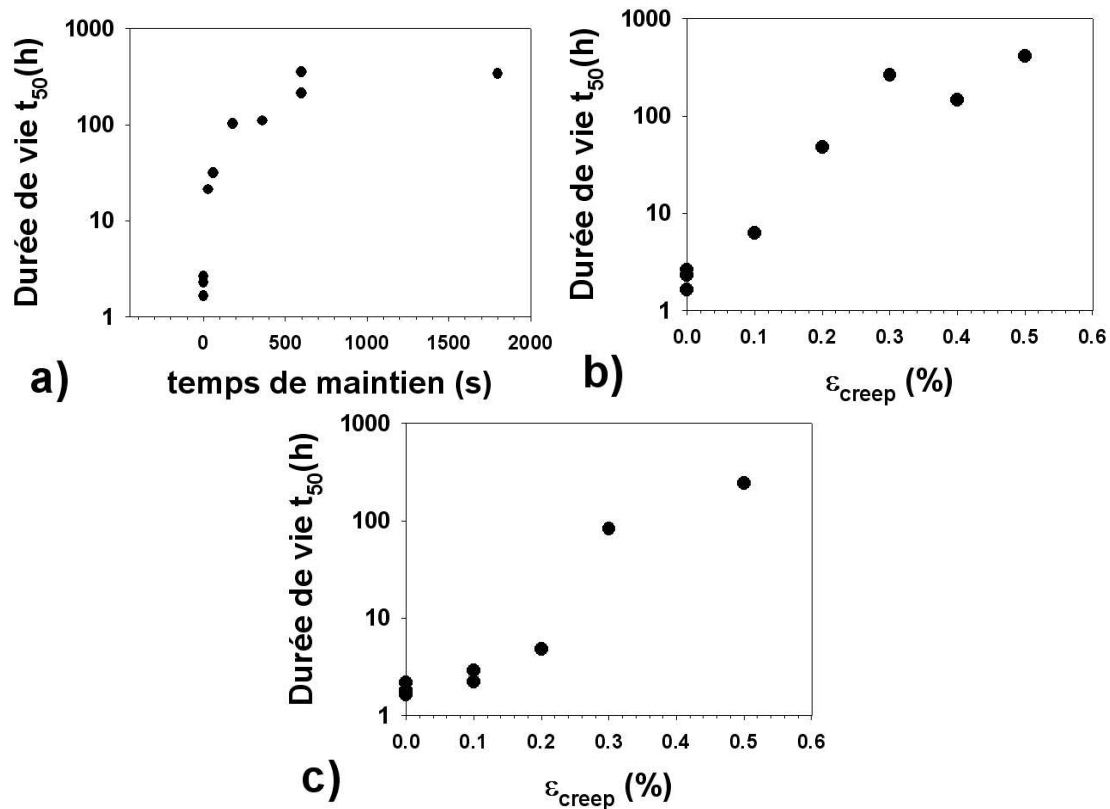 1000
100
10
1
Durée de vie t50(h)
0 500 1000 1500 2000
temps de maintien (s)
a)
1000
100
10
1
Durée de vie t50(h)
0.0 0.1 0.2 0.3 0.4 0.5 0.6
εcreep (%)
b)
1000
100
10
1
Durée de vie t50(h)
0.0 0.1 0.2 0.3 0.4 0.5 0.6
εcreep (%)
c)